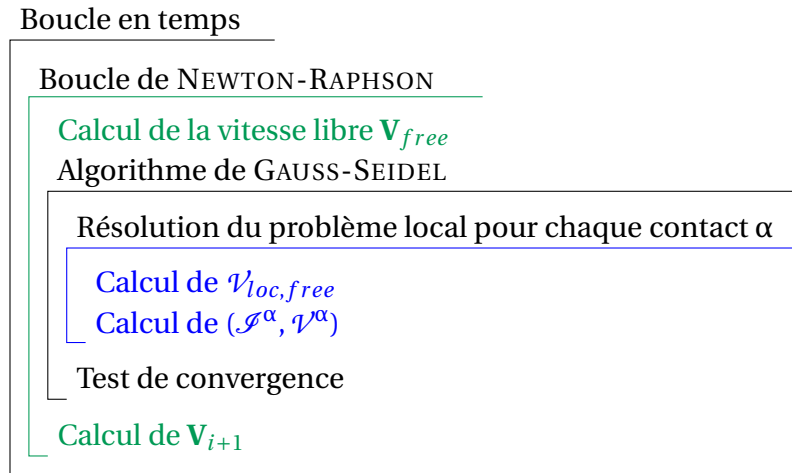 Boucle en temps
Boucle de NEWTON-RAPHSON
Calcul de la vitesse libre V_{free}
Algorithme de GAUSS-SEIDEL
Résolution du problème local pour chaque contact α
Calcul de 𝒱_{loc,free}
Calcul de (ℐ^α, 𝒱^α)
Test de convergence
Calcul de V_{i+1}